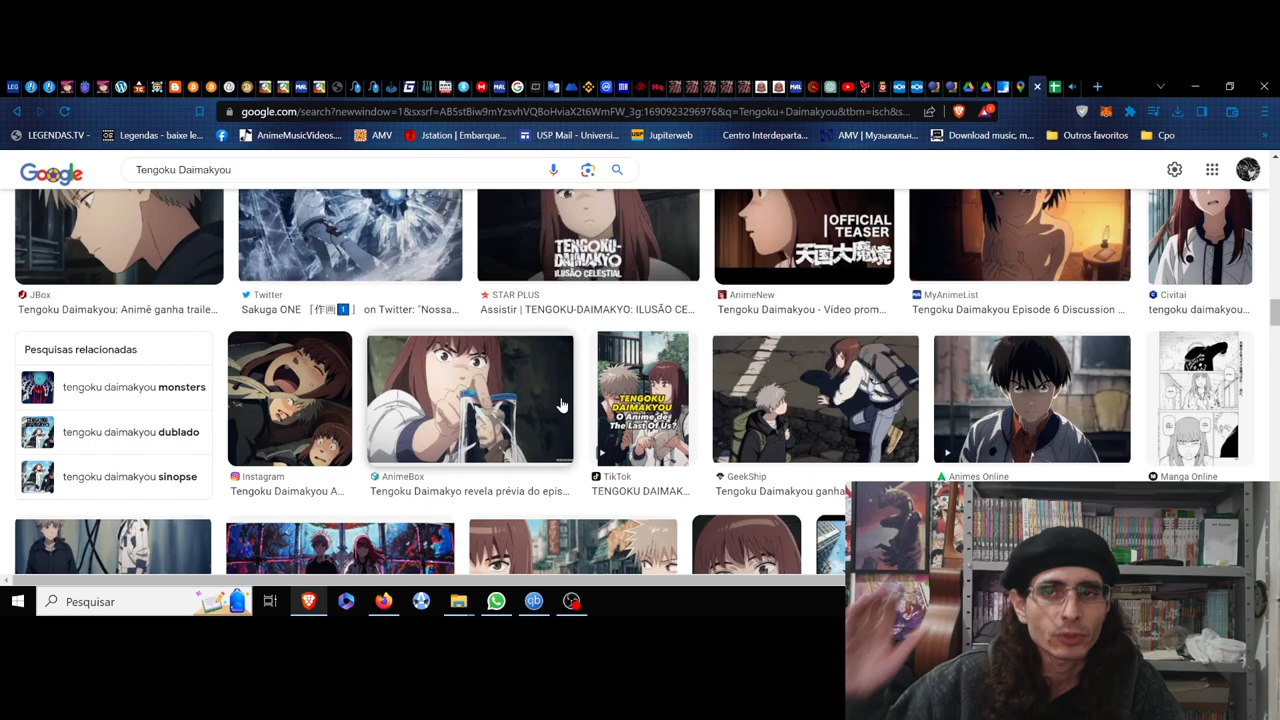 google.com/search?newwindow=1&sxsrf=AB5stBiw9mYzsvhVQBoHviaX2t6WmFW_3g:1690923296976&q=Tengoku+Daimakyou&tbm=isch&s...
LEGENDAS.TV -
Legendas - baixe le...
AnimeMusicVideos....
AMV
Jstation | Embarque...
USP Mail - Universi...
Jupiterweb
Centro Interdeparta...
AMV | Музыкальн...
Download music, m...
Outros favoritos
Cpo
Google
Tengoku Daimakyou
TENGOKU-
DAIMAKYO
ILUSÃO CELESTIAL
OFFICIAL
TEASER
天国大魔境
JBox
Tengoku Daimakyou: Animê ganha traile...
Twitter
Sakuga ONE 「作画1」 on Twitter: "Nossa...
STAR PLUS
Assistir | TENGOKU-DAIMAKYO: ILUSÃO CE...
AnimeNew
Tengoku Daimakyou - Vídeo prom...
MyAnimeList
Tengoku Daimakyou Episode 6 Discussion ...
Civitai
tengoku daimakyou...
Pesquisas relacionadas
tengoku daimakyou monsters
tengoku daimakyou dublado
tengoku daimakyou sinopse
TENGOKU
DAIMAKYOU
O Anime de
The Last Of Us?
Instagram
Tengoku Daimakyou A...
AnimeBox
Tengoku Daimakyo revela prévia do epis...
TikTok
TENGOKU DAIMAK...
GeekShip
Tengoku Daimakyou ganha
Animes Online
Manga Online
Pesquisar